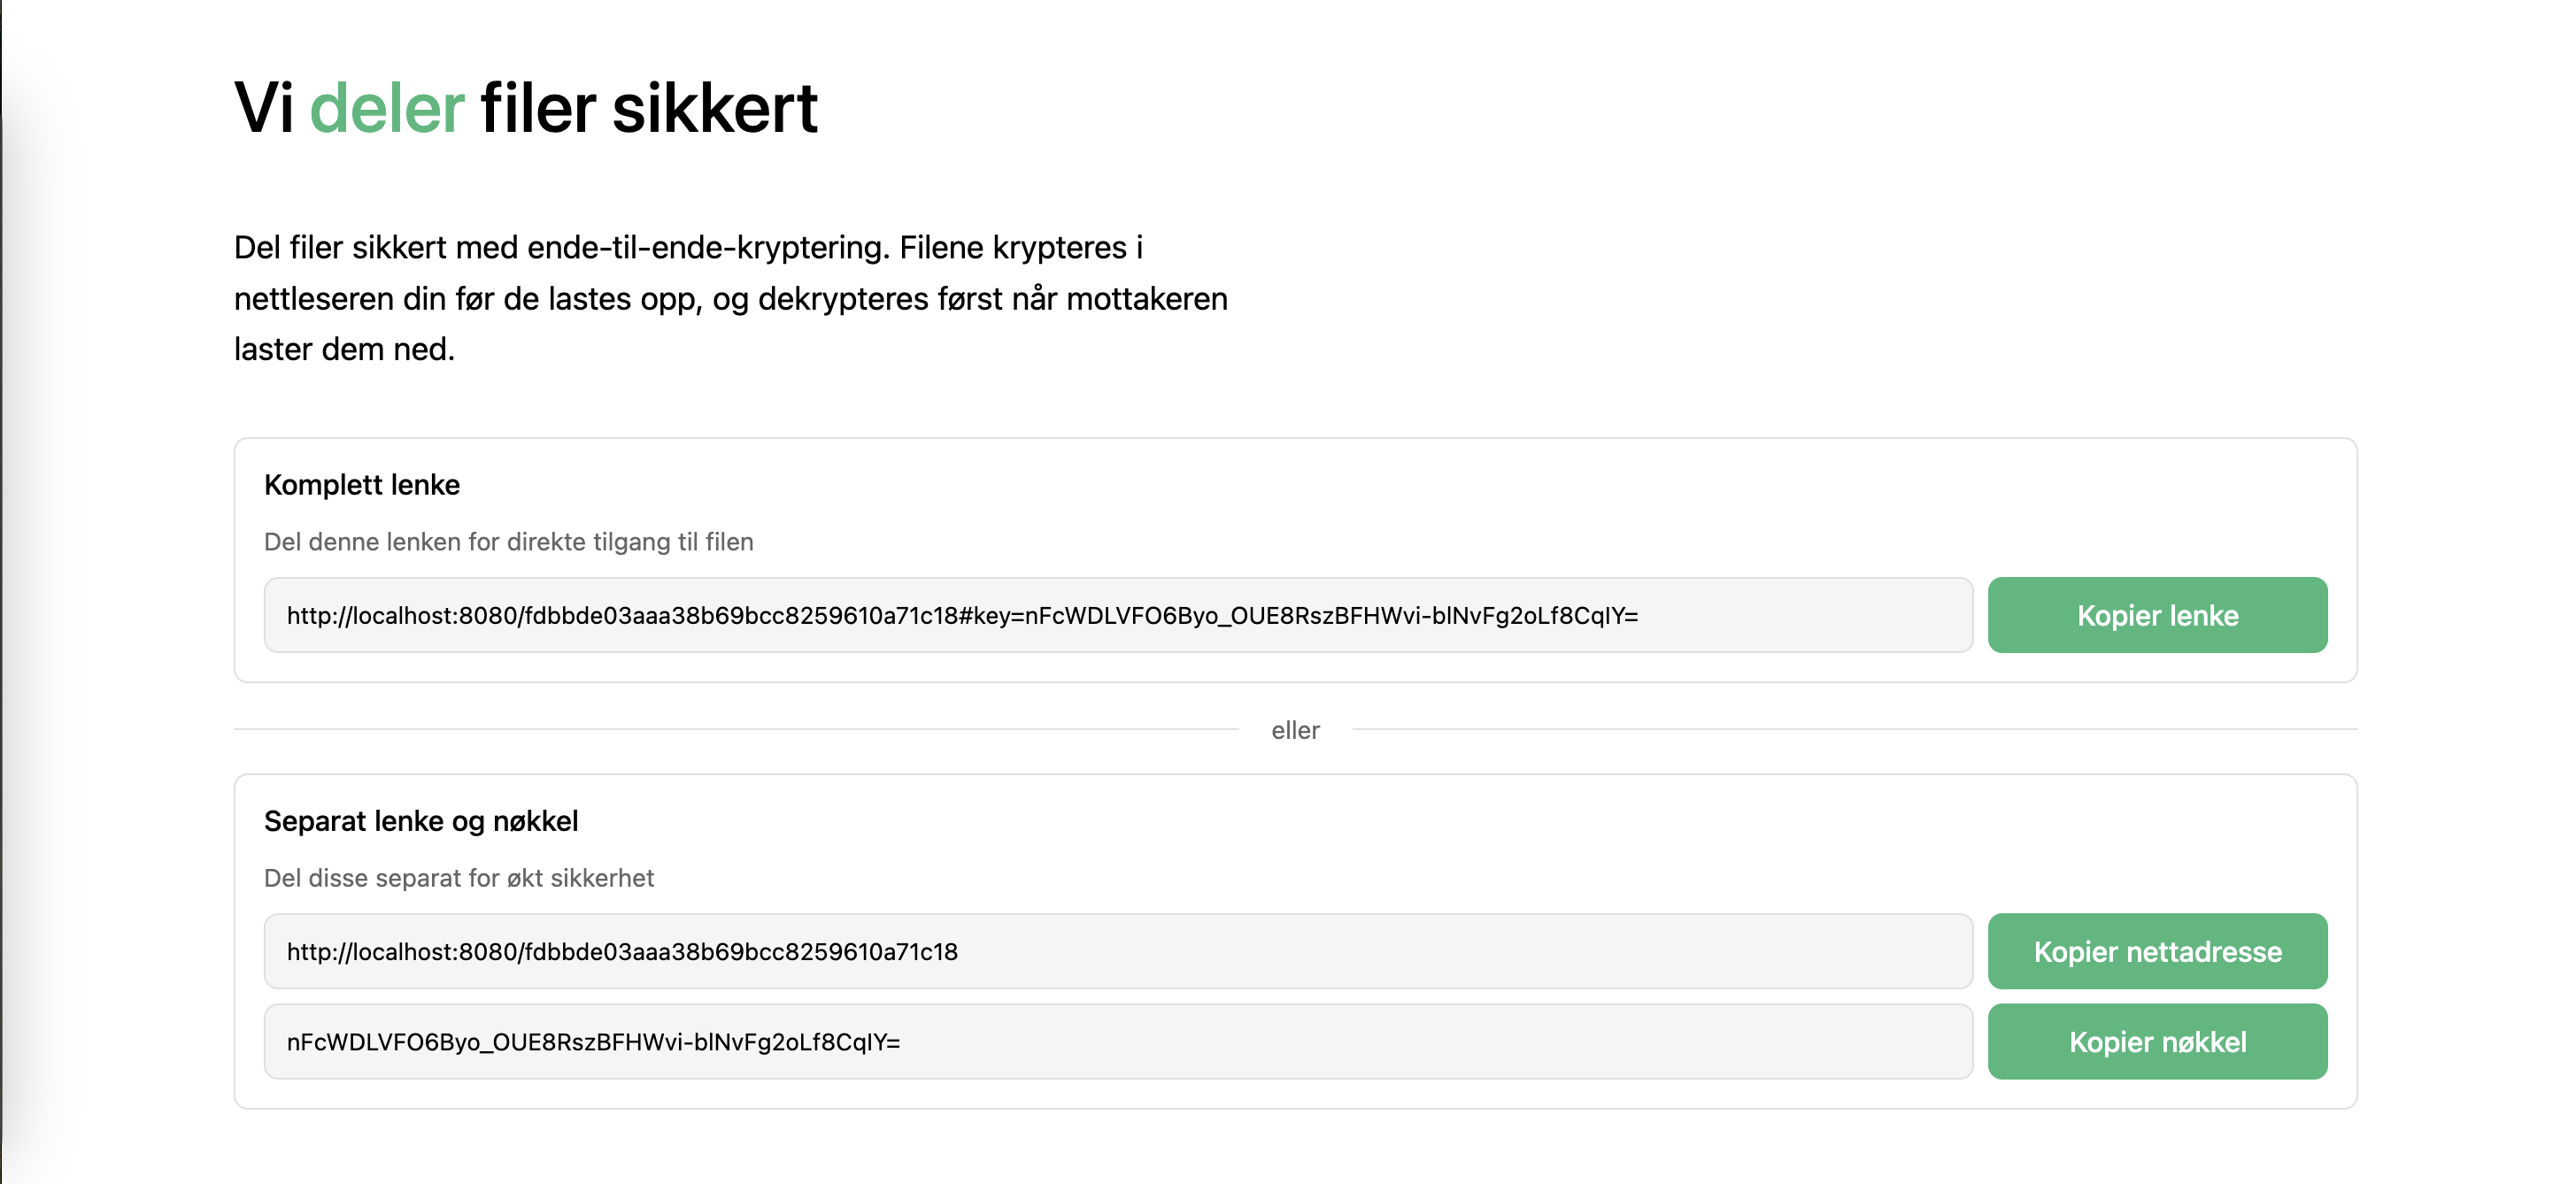 Vi deler filer sikkert
Del filer sikkert med ende-til-ende-kryptering. Filene krypteres i
nettleseren din før de lastes opp, og dekrypteres først når mottakeren
laster dem ned.
Komplett lenke
Del denne lenken for direkte tilgang til filen
http://localhost:8080/fdbbde03aaa38b69bcc8259610a71c18#key=nFcWDLVFO6Byo_OUE8RszBFHWvi-blNvFg2oLf8CqIY=
Kopier lenke
eller
Separat lenke og nøkkel
Del disse separat for økt sikkerhet
http://localhost:8080/fdbbde03aaa38b69bcc8259610a71c18
Kopier nettadresse
nFcWDLVFO6Byo_OUE8RszBFHWvi-blNvFg2oLf8CqIY=
Kopier nøkkel